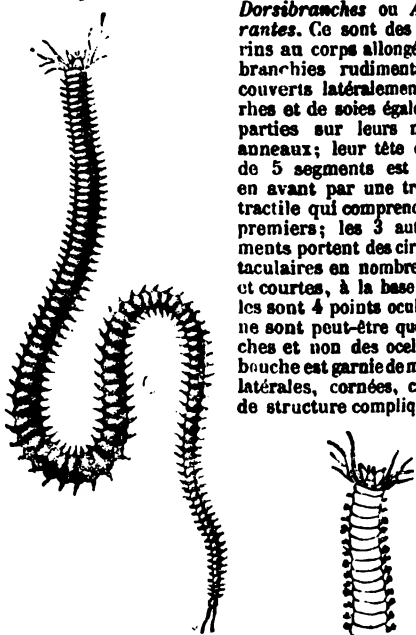 Dorsibranches ou A
rantes. Ce sont des
rins au corps allongé
branchies rudiment
couverts latéralemen
rhes et de soies égale
parties sur leurs n
anneaux; leur tête
de 5 segments est
en avant par une tr
tractile qui comprenc
premiers; les 3 aut
ments portent des cir
taculaires en nombre
et courtes, à la base
les sont 4 points ocul
ne sont peut-être qu
ches et non des ocel
bouche est garnie de m
latérales, cornées, c
de structure compliq